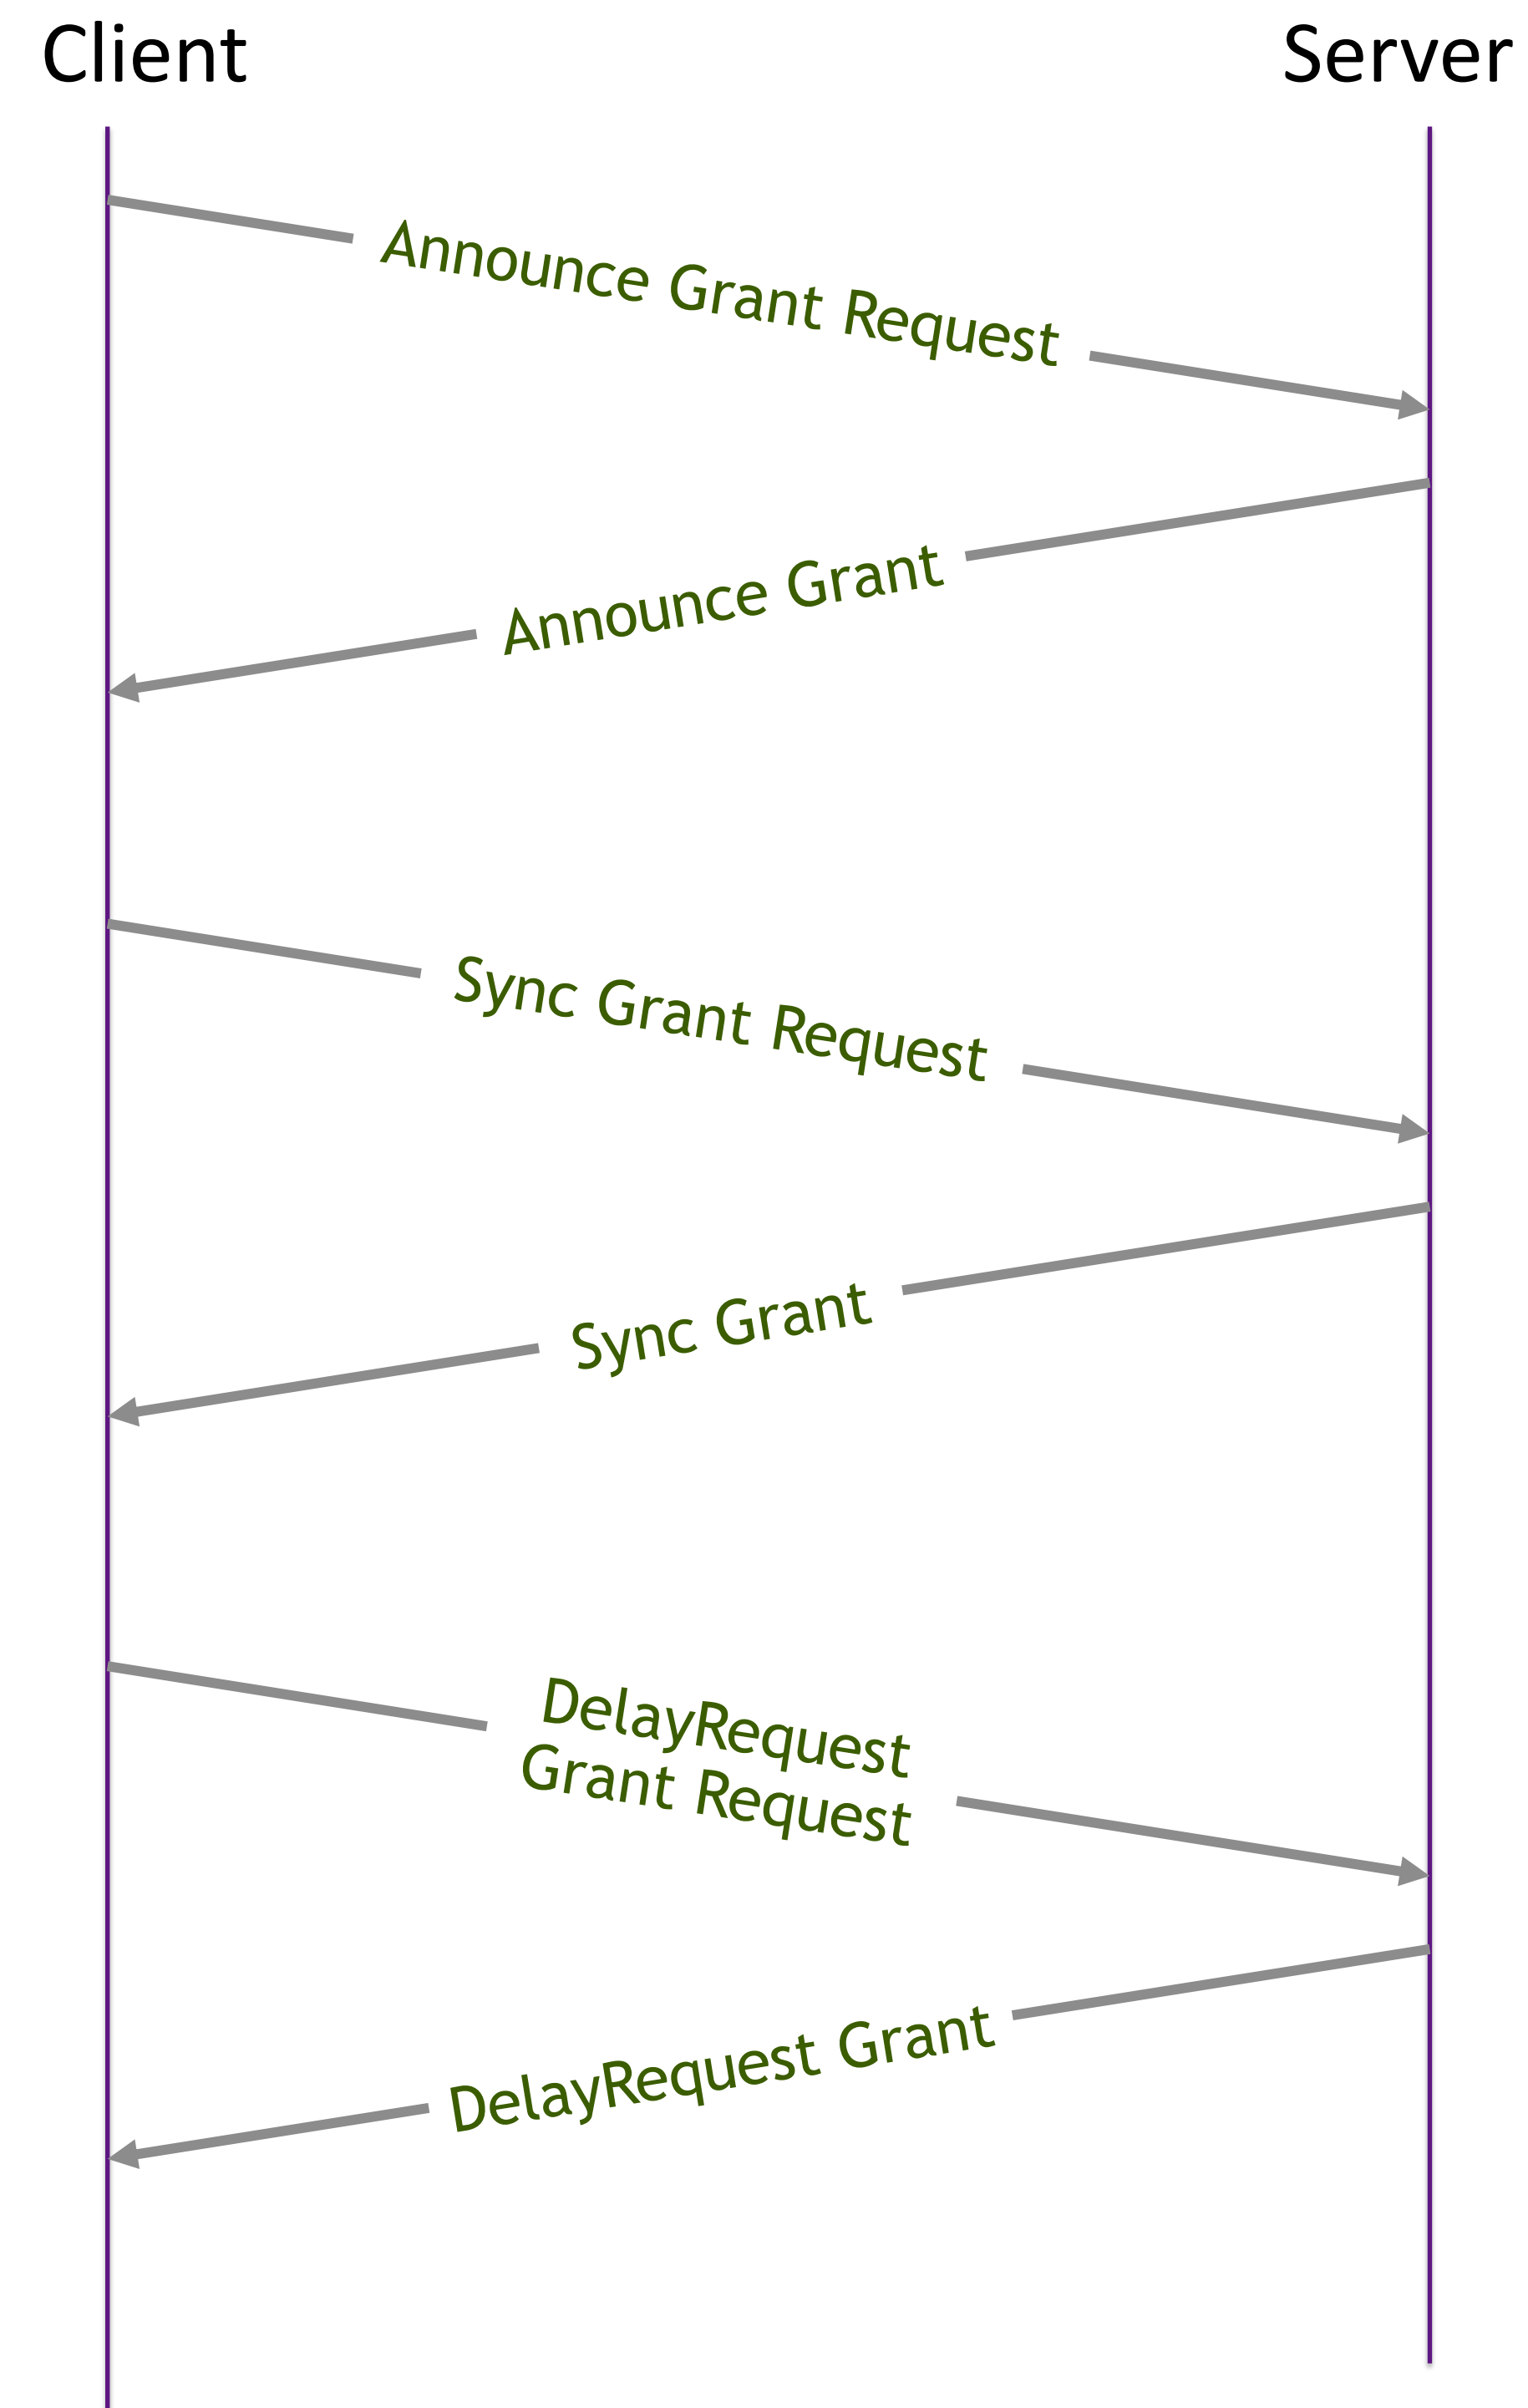 Client
Server
Announce Grant Request
Announce Grant
Sync Grant Request
Sync Grant
DelayRequest
Grant Request
DelayRequest Grant